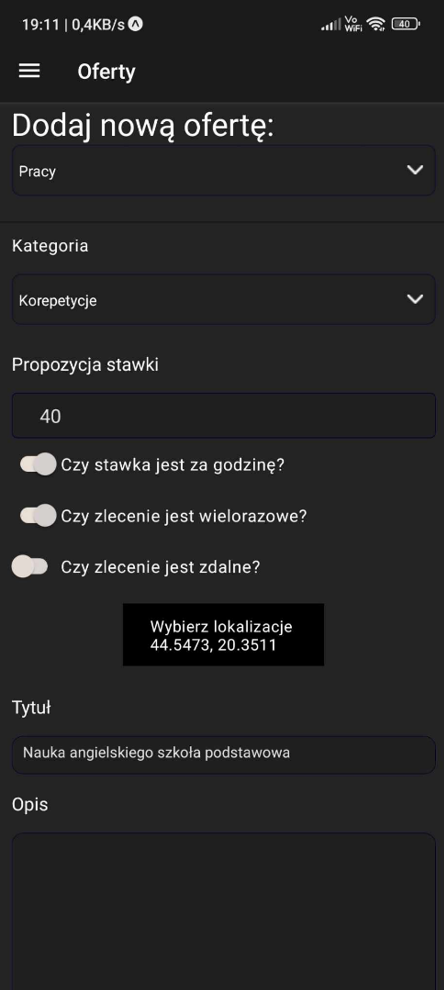 19:11 | 0,4KB/s
Vo
WiFi
40
Oferty
Dodaj nową ofertę:
Pracy
Kategoria
Korepetycje
Propozycja stawki
40
Czy stawka jest za godzinę?
Czy zlecenie jest wielorazowe?
Czy zlecenie jest zdalne?
Wybierz lokalizacje
44.5473, 20.3511
Tytuł
Nauka angielskiego szkoła podstawowa
Opis